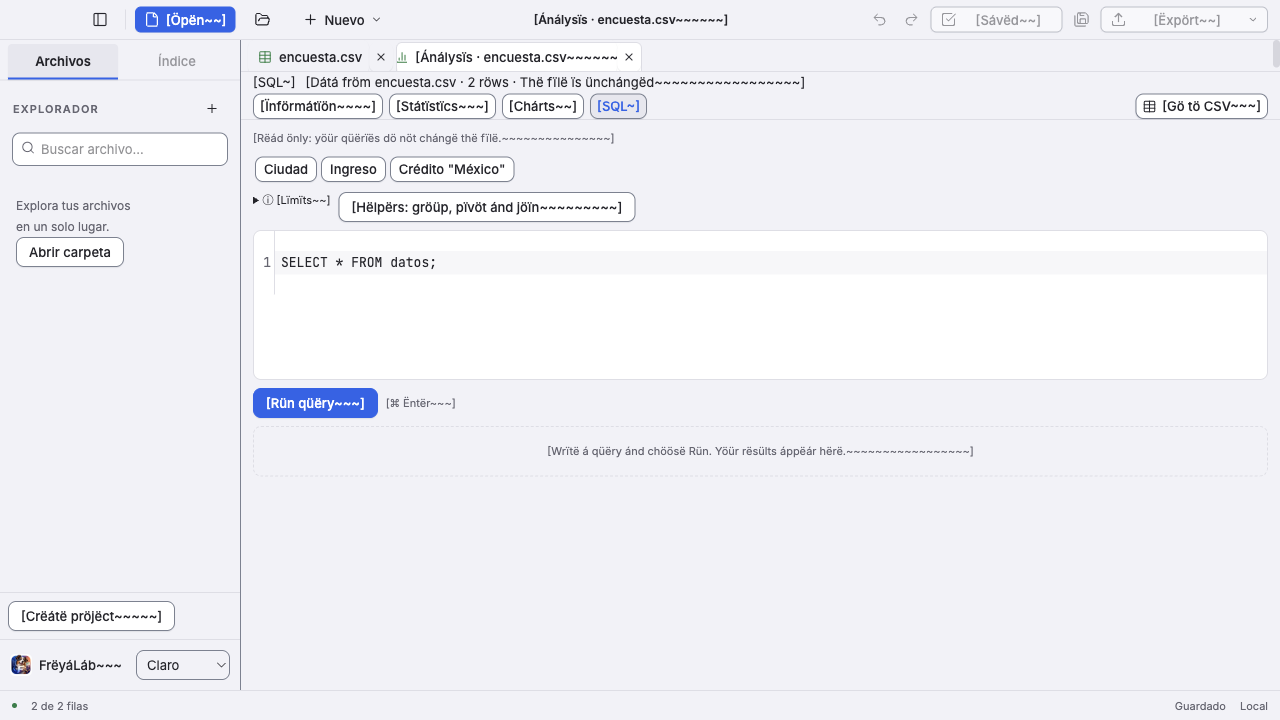 [Öpën~~]
Nuevo
[Ánálysïs · encuesta.csv~~~~~~]
[Sávëd~~]
[Ëxpört~~]
Archivos
Índice
encuesta.csv
[Ánálysïs · encuesta.csv~~~~~~
[SQL~] [Dátá fröm encuesta.csv · 2 röws · Thë fïlë ïs ünchángëd~~~~~~~~~~~~~~~~~]
EXPLORADOR
[Ïnförmátïön~~~~] [Státïstïcs~~~] [Chárts~~] [SQL~] [Gö tö CSV~~~]
Buscar archivo...
[Rëád önly: yöür qüërïës dö nöt chángë thë fïlë.~~~~~~~~~~~~~~~]
Ciudad Ingreso Crédito "México"
Explora tus archivos
en un solo lugar.
Abrir carpeta
ⓘ [Lïmïts~~] [Hëlpërs: gröüp, pïvöt ánd jöïn~~~~~~~~~]
1 SELECT * FROM datos;
[Rün qüëry~~~] [⌘ Ëntër~~~]
[Wrïtë á qüëry ánd chöösë Rün. Yöür rësülts áppëár hërë.~~~~~~~~~~~~~~~~~]
[Crëátë pröjëct~~~~~]
FrëyáLáb~~~ Claro
2 de 2 filas
Guardado Local